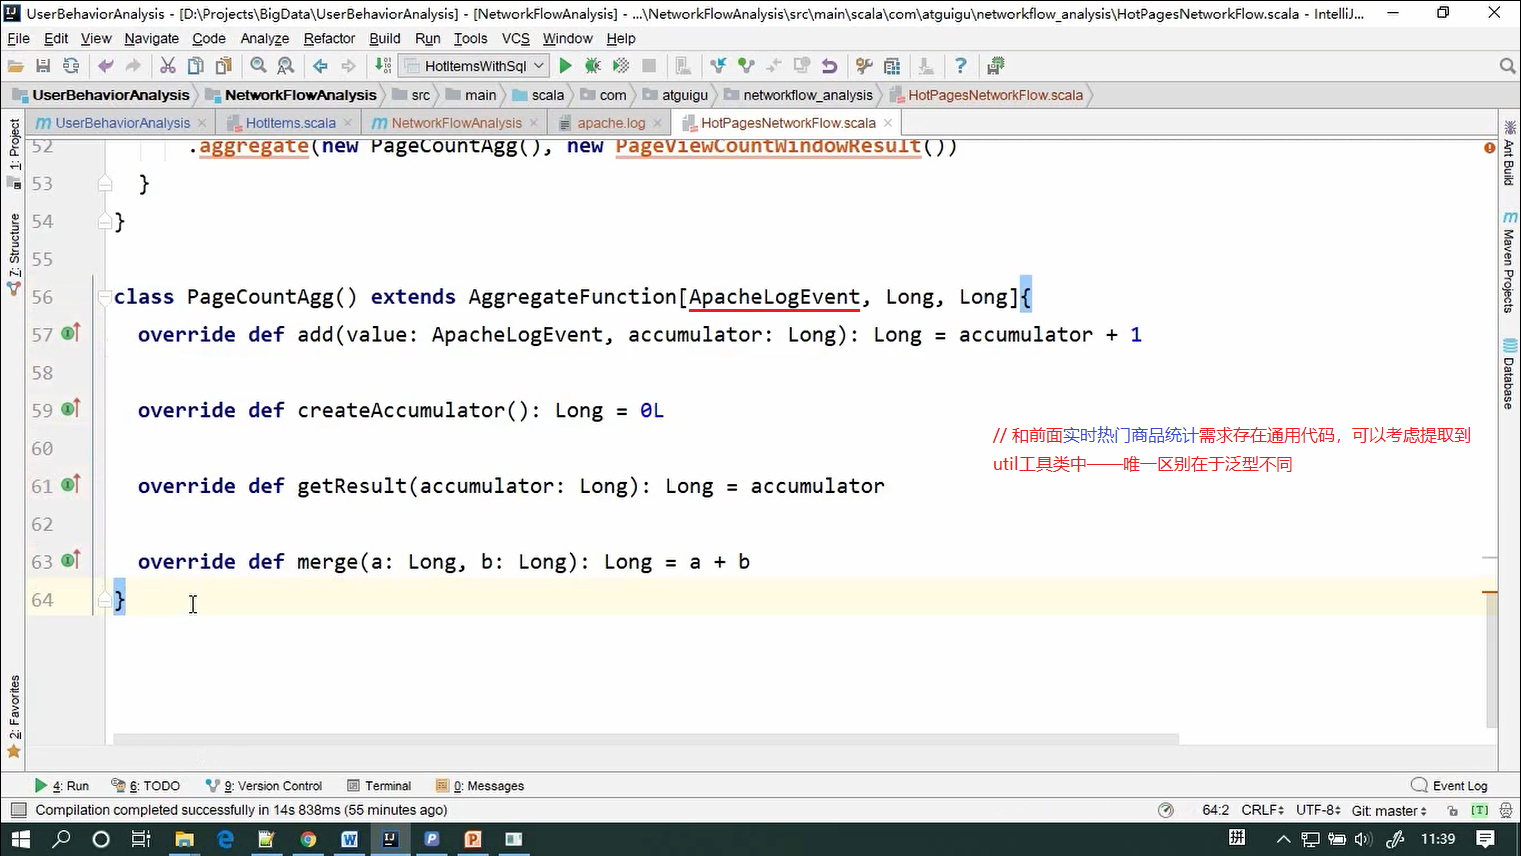 UserBehaviorAnalysis - [D:\Projects\BigData\UserBehaviorAnalysis] - [NetworkFlowAnalysis] - ...\NetworkFlowAnalysis\src\main\scala\com\atguigu\networkflow_analysis\HotPagesNetworkFlow.scala - IntelliJ...
File Edit View Navigate Code Analyze Refactor Build Run Tools VCS Window Help
HotItemsWithSql
UserBehaviorAnalysis NetworkFlowAnalysis src main scala com atguigu networkflow_analysis HotPagesNetworkFlow.scala
UserBehaviorAnalysis HotItems.scala NetworkFlowAnalysis apache.log HotPagesNetworkFlow.scala
1: Project
7: Structure
2: Favorites
52 .aggregate(new PageCountAgg(), new PageViewCountWindowResult())
53 }
54 }
55
56 class PageCountAgg() extends AggregateFunction[ApacheLogEvent, Long, Long]{
57 override def add(value: ApacheLogEvent, accumulator: Long): Long = accumulator + 1
58
59 override def createAccumulator(): Long = 0L
// 和前面实时热门商品统计需求存在通用代码，可以考虑提取到
60
util工具类中——唯一区别在于泛型不同
61 override def getResult(accumulator: Long): Long = accumulator
62
63 override def merge(a: Long, b: Long): Long = a + b
64 }
Ant Build
Maven Projects
Database
4: Run 6: TODO 9: Version Control Terminal 0: Messages Event Log
Compilation completed successfully in 14s 838ms (55 minutes ago) 64:2 CRLF UTF-8 Git: master [T]
拼 11:39